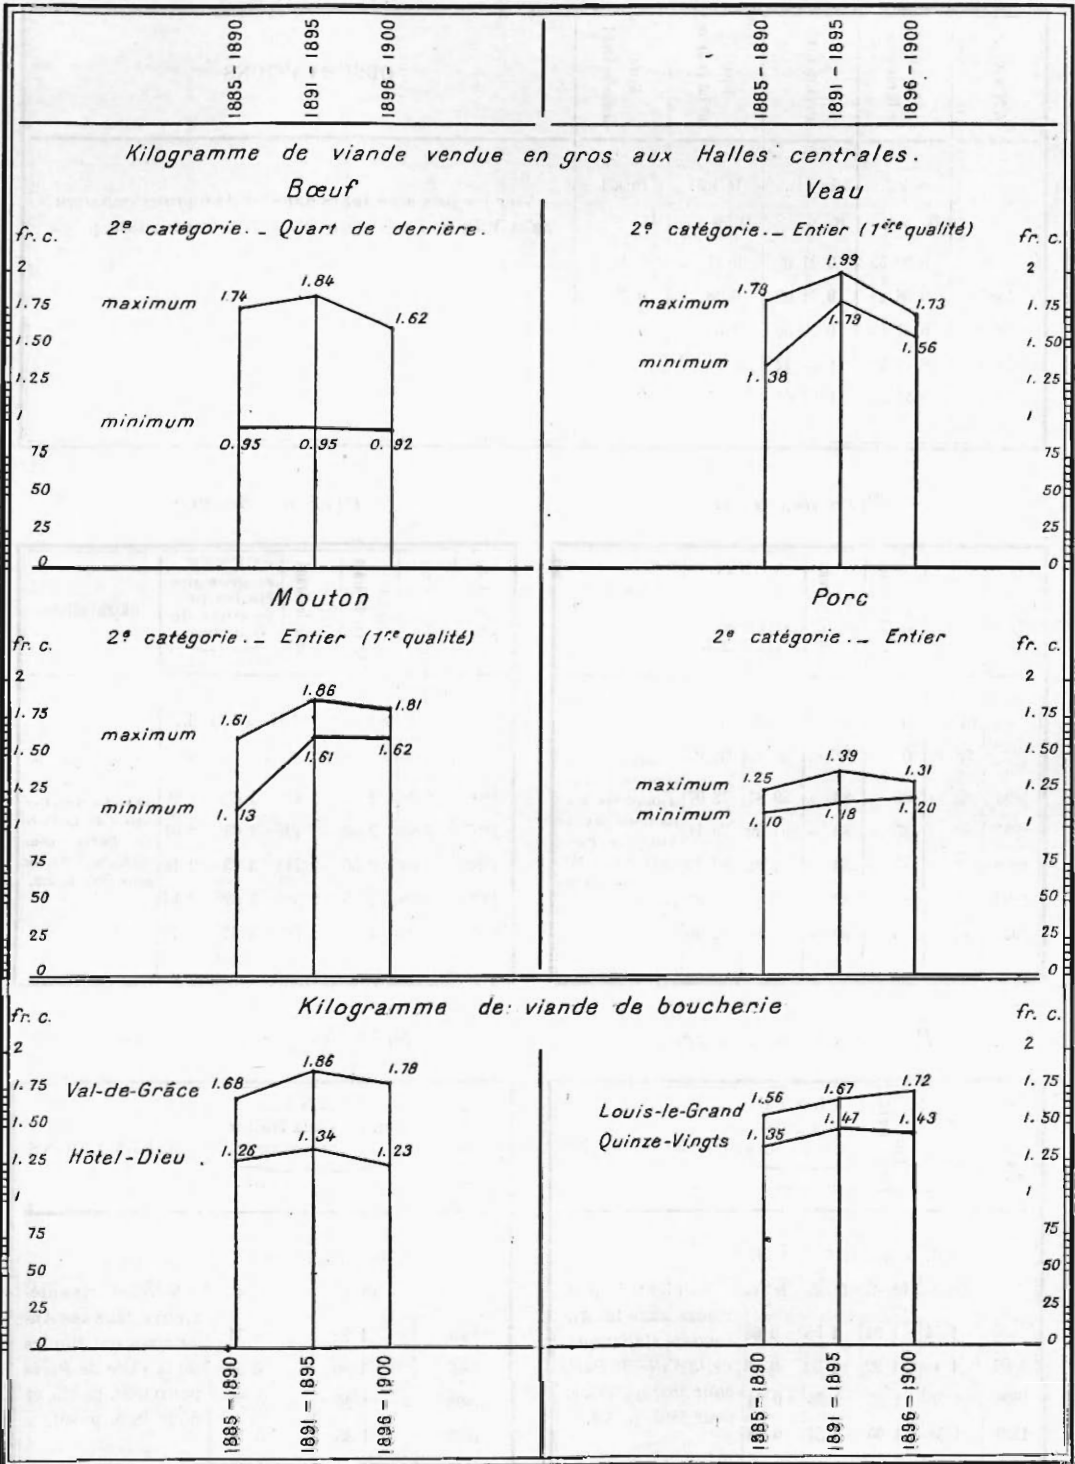 1885-1890 1891-1895 1896-1900 1885-1890 1891-1895 1896-1900
Kilogramme de viande vendue en gros aux Halles centrales.
Bœuf
2e catégorie. _ Quart de derrière.
fr. c.
2
1.75
1.50
1.25
1
75
50
25
0
maximum 1.74 1.84 1.62
minimum 0.95 0.95 0.92
Veau
2e catégorie. _ Entier (1ère qualité)
fr. c.
2
1.75
1.50
1.25
1
75
50
25
0
maximum 1.78 1.99 1.73
minimum 1.38 1.79 1.56
Mouton
2e catégorie. _ Entier (1re qualité)
fr. c.
2
1.75
1.50
1.25
1
75
50
25
0
maximum 1.61 1.86 1.81
minimum 1.13 1.61 1.62
Porc
2e catégorie. _ Entier
fr. c.
2
1.75
1.50
1.25
1
75
50
25
0
maximum 1.25 1.39 1.31
minimum 1.10 1.18 1.20
Kilogramme de viande de boucherie
fr. c.
2
1.75
1.50
1.25
1
75
50
25
0
Val-de-Grâce 1.68 1.86 1.78
Hôtel-Dieu. 1.26 1.34 1.23
fr. c.
2
1.75
1.50
1.25
1
75
50
25
0
Louis-le-Grand 1.56 1.67 1.72
Quinze-Vingts 1.35 1.47 1.43
1885-1890 1891-1895 1896-1900 1885-1890 1891-1895 1896-1900